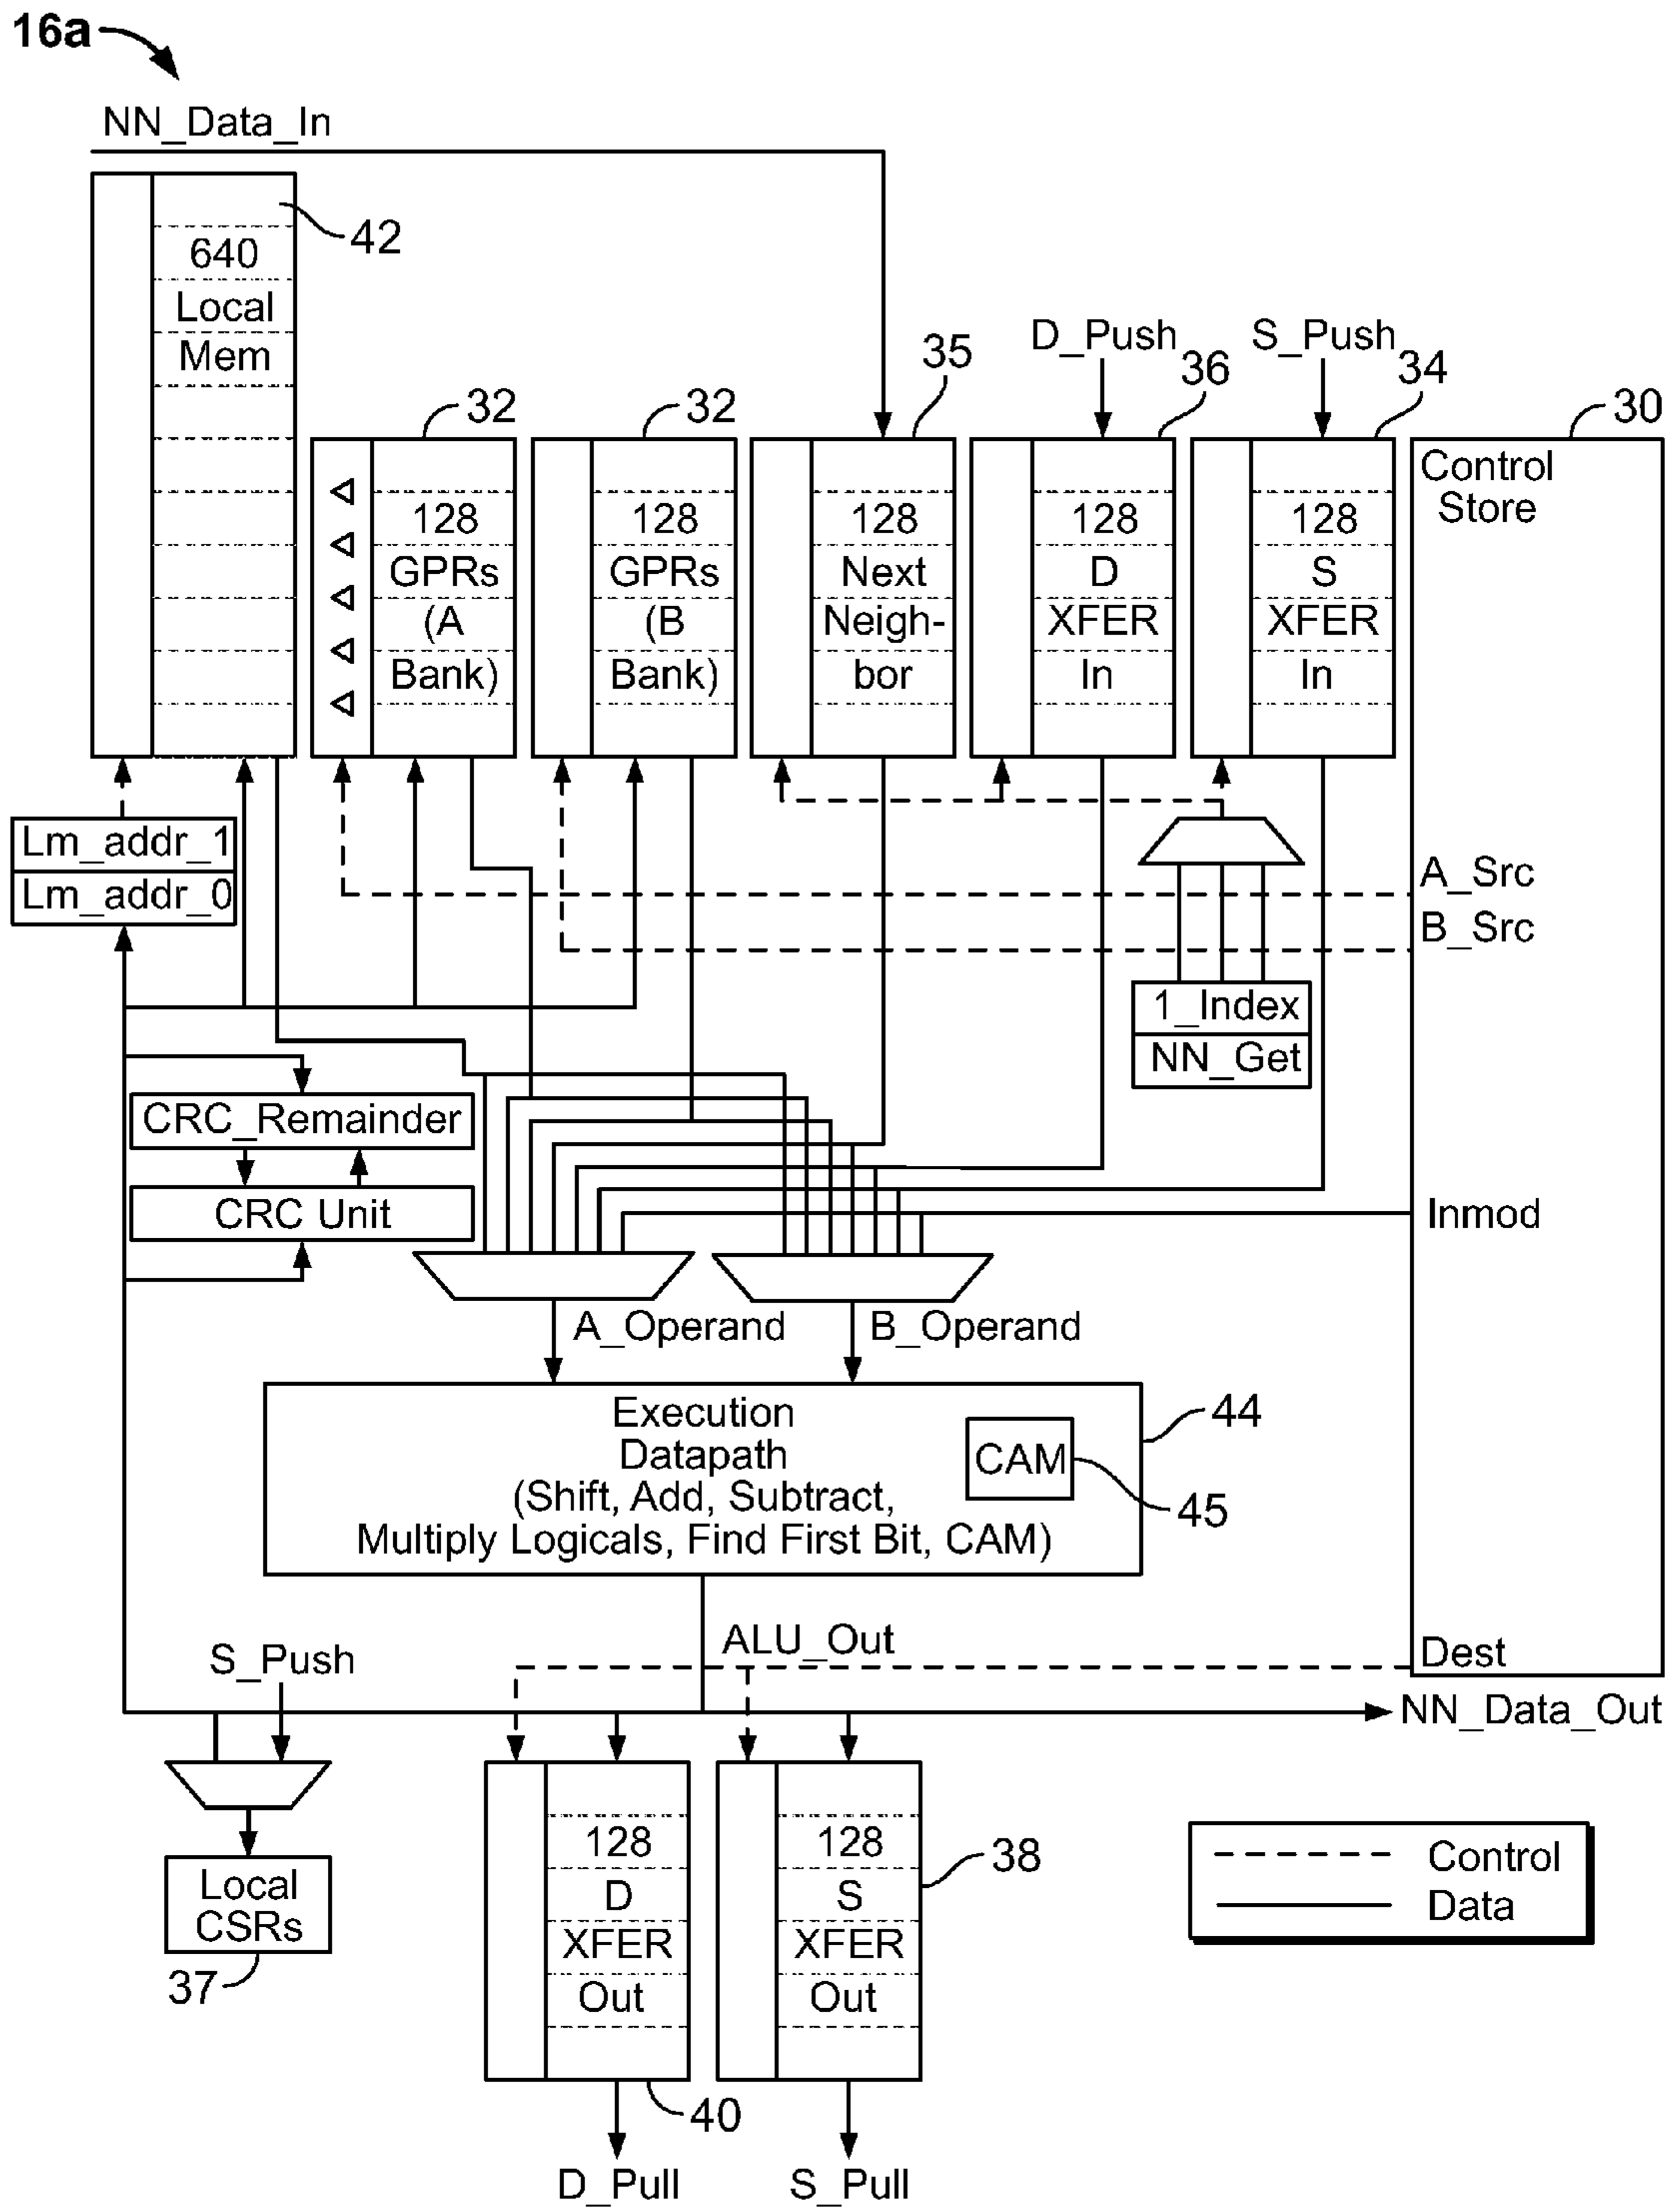 16a
NN_Data_In
42
640
Local
Mem
D_Push
S_Push
35
36
34
32
32
30
128
GPRs
(A
Bank)
128
GPRs
(B
Bank)
128
Next
Neigh-
bor
128
D
XFER
In
128
S
XFER
In
Control
Store
Lm_addr_1
Lm_addr_0
A_Src
B_Src
1_Index
NN_Get
CRC_Remainder
CRC Unit
Inmod
A_Operand
B_Operand
Execution
Datapath
(Shift, Add, Subtract,
Multiply Logicals, Find First Bit, CAM)
CAM
44
45
ALU_Out
S_Push
Dest
NN_Data_Out
Local
CSRs
37
128
D
XFER
Out
128
S
XFER
Out
38
40
Control
Data
D_Pull
S_Pull